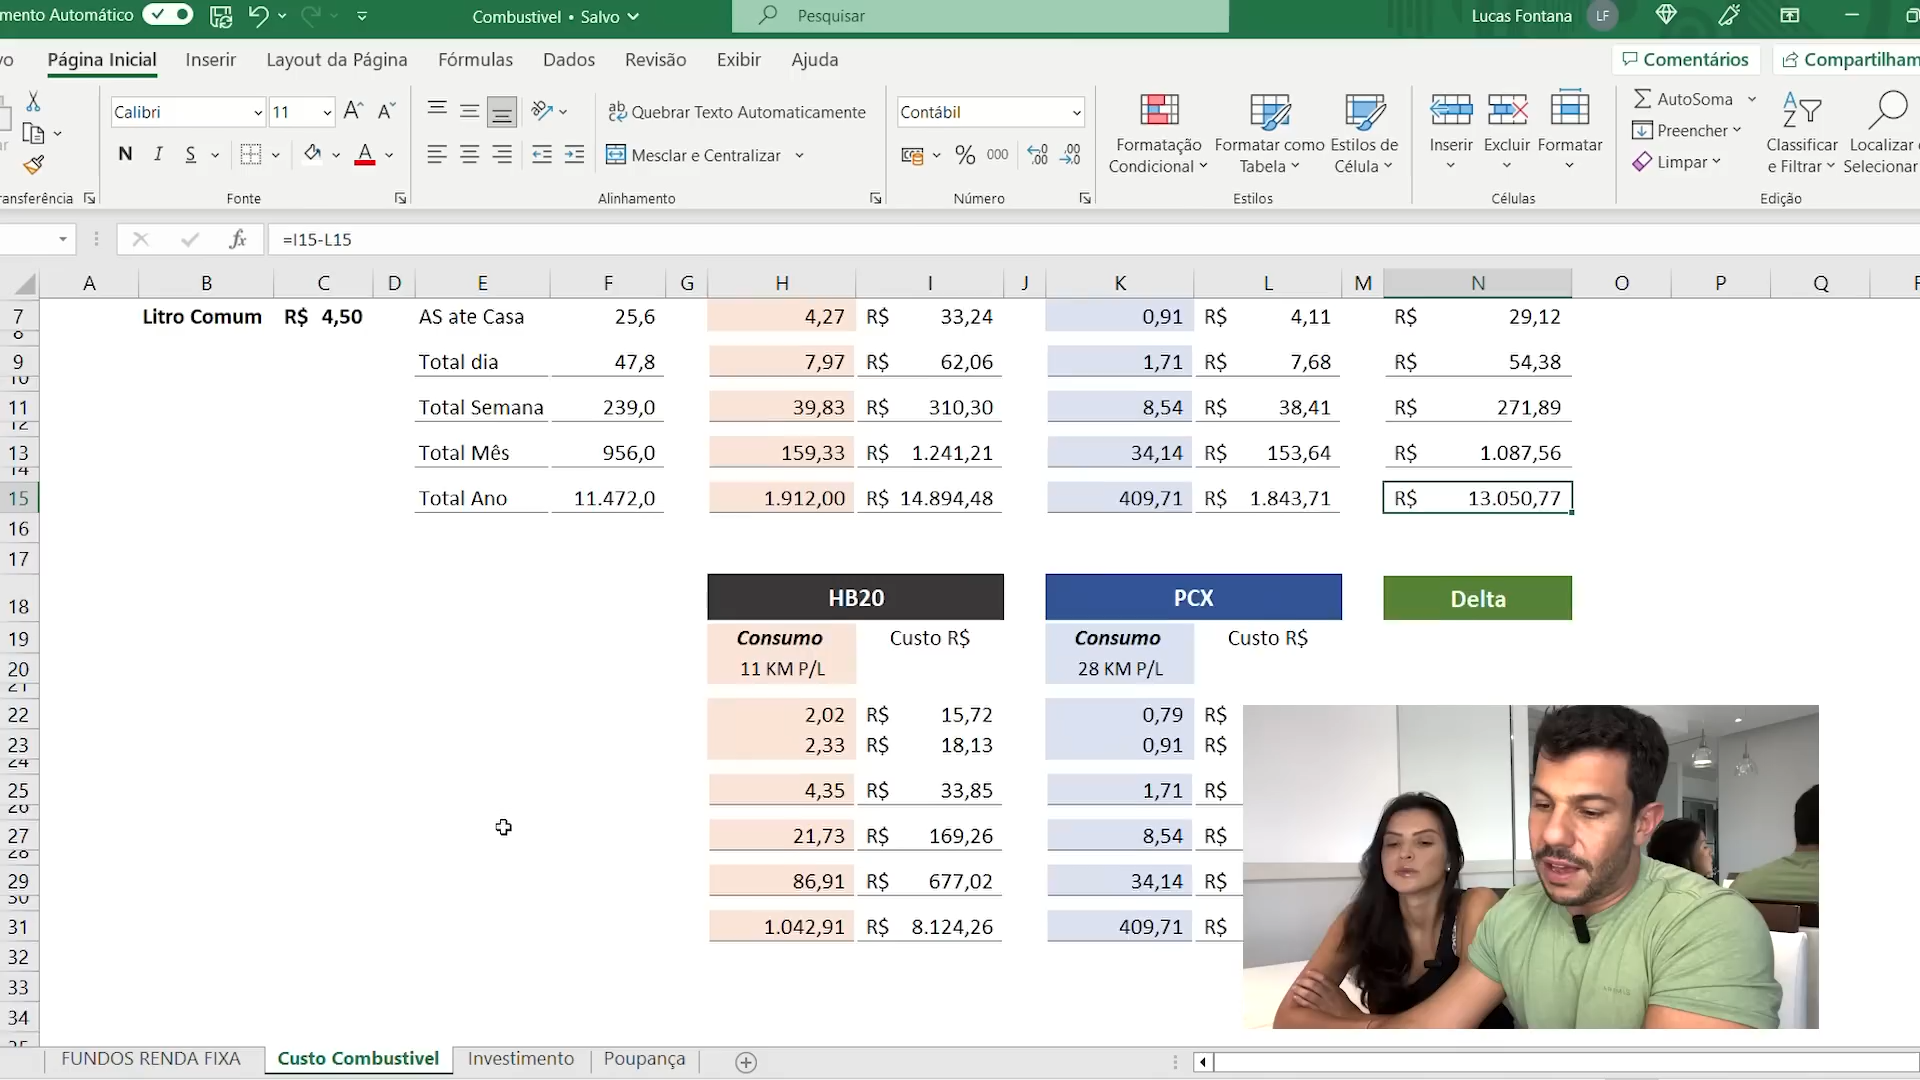 mento Automático
Combustivel • Salvo
Pesquisar
Lucas Fontana LF
vo Página Inicial Inserir Layout da Página Fórmulas Dados Revisão Exibir Ajuda Comentários Compartilham
Calibri 11 Quebrar Texto Automaticamente Contábil
N I S A Mesclar e Centralizar % 000
Formatação Condicional
Formatar como Tabela
Estilos de Célula
Inserir Excluir Formatar
AutoSoma
Preencher
Limpar
Classificar e Filtrar
Localizar Selecionar
ansferência Fonte Alinhamento Número Estilos Células Edição
fx =I15-L15
A B C D E F G H I J K L M N O P Q
7 Litro Comum R$ 4,50 AS ate Casa 25,6 4,27 R$ 33,24 0,91 R$ 4,11 R$ 29,12
8
9 Total dia 47,8 7,97 R$ 62,06 1,71 R$ 7,68 R$ 54,38
10
11 Total Semana 239,0 39,83 R$ 310,30 8,54 R$ 38,41 R$ 271,89
12
13 Total Mês 956,0 159,33 R$ 1.241,21 34,14 R$ 153,64 R$ 1.087,56
14
15 Total Ano 11.472,0 1.912,00 R$ 14.894,48 409,71 R$ 1.843,71 R$ 13.050,77
16
17
18 HB20 PCX Delta
19 Consumo Custo R$ Consumo Custo R$
20 11 KM P/L 28 KM P/L
21
22 2,02 R$ 15,72 0,79 R$
23 2,33 R$ 18,13 0,91 R$
24
25 4,35 R$ 33,85 1,71 R$
26
27 21,73 R$ 169,26 8,54 R$
28
29 86,91 R$ 677,02 34,14 R$
30
31 1.042,91 R$ 8.124,26 409,71 R$
32
33
34
35
FUNDOS RENDA FIXA Custo Combustivel Investimento Poupança